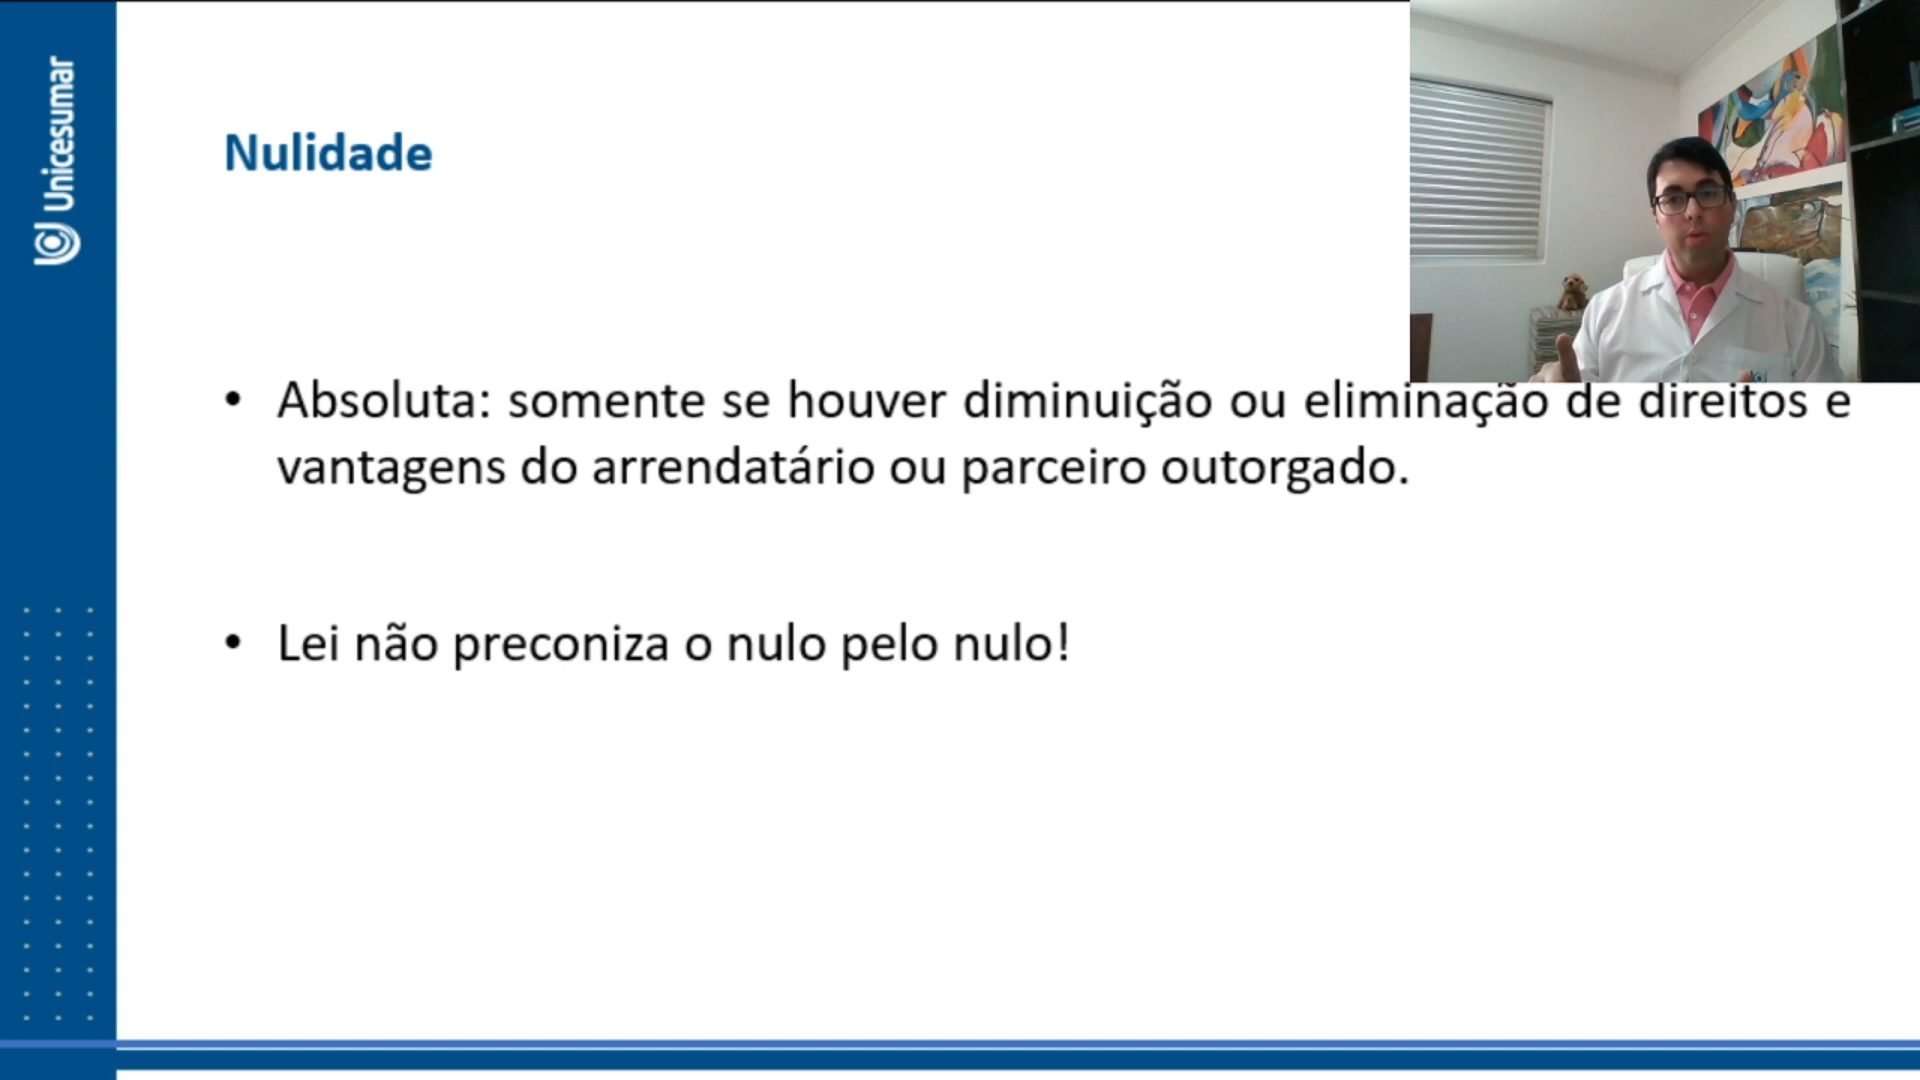 Unicesumar
Nulidade
• Absoluta: somente se houver diminuição ou eliminação de direitos e
vantagens do arrendatário ou parceiro outorgado.
• Lei não preconiza o nulo pelo nulo!